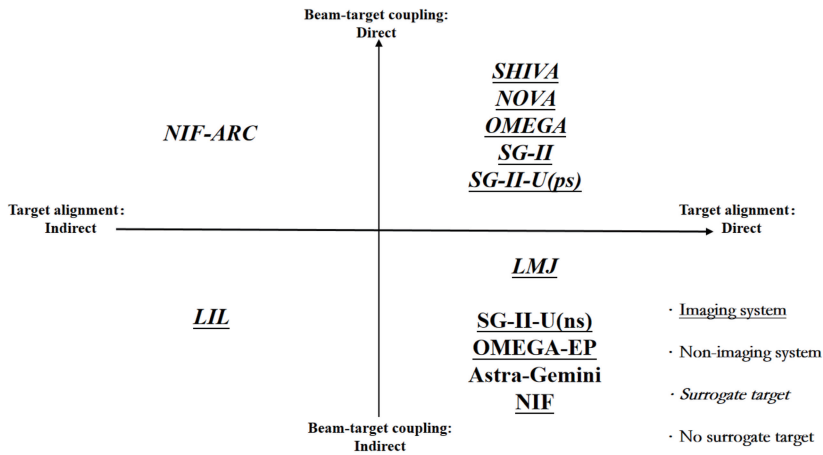 Beam-target coupling:
Direct
SHIVA
NOVA
OMEGA
SG-II
SG-II-U(ps)
NIF-ARC
Target alignment:
Indirect
Target alignment:
Direct
LMJ
LIL
SG-II-U(ns)
OMEGA-EP
Astra-Gemini
NIF
Beam-target coupling:
Indirect
· Imaging system
· Non-imaging system
· Surrogate target
· No surrogate target